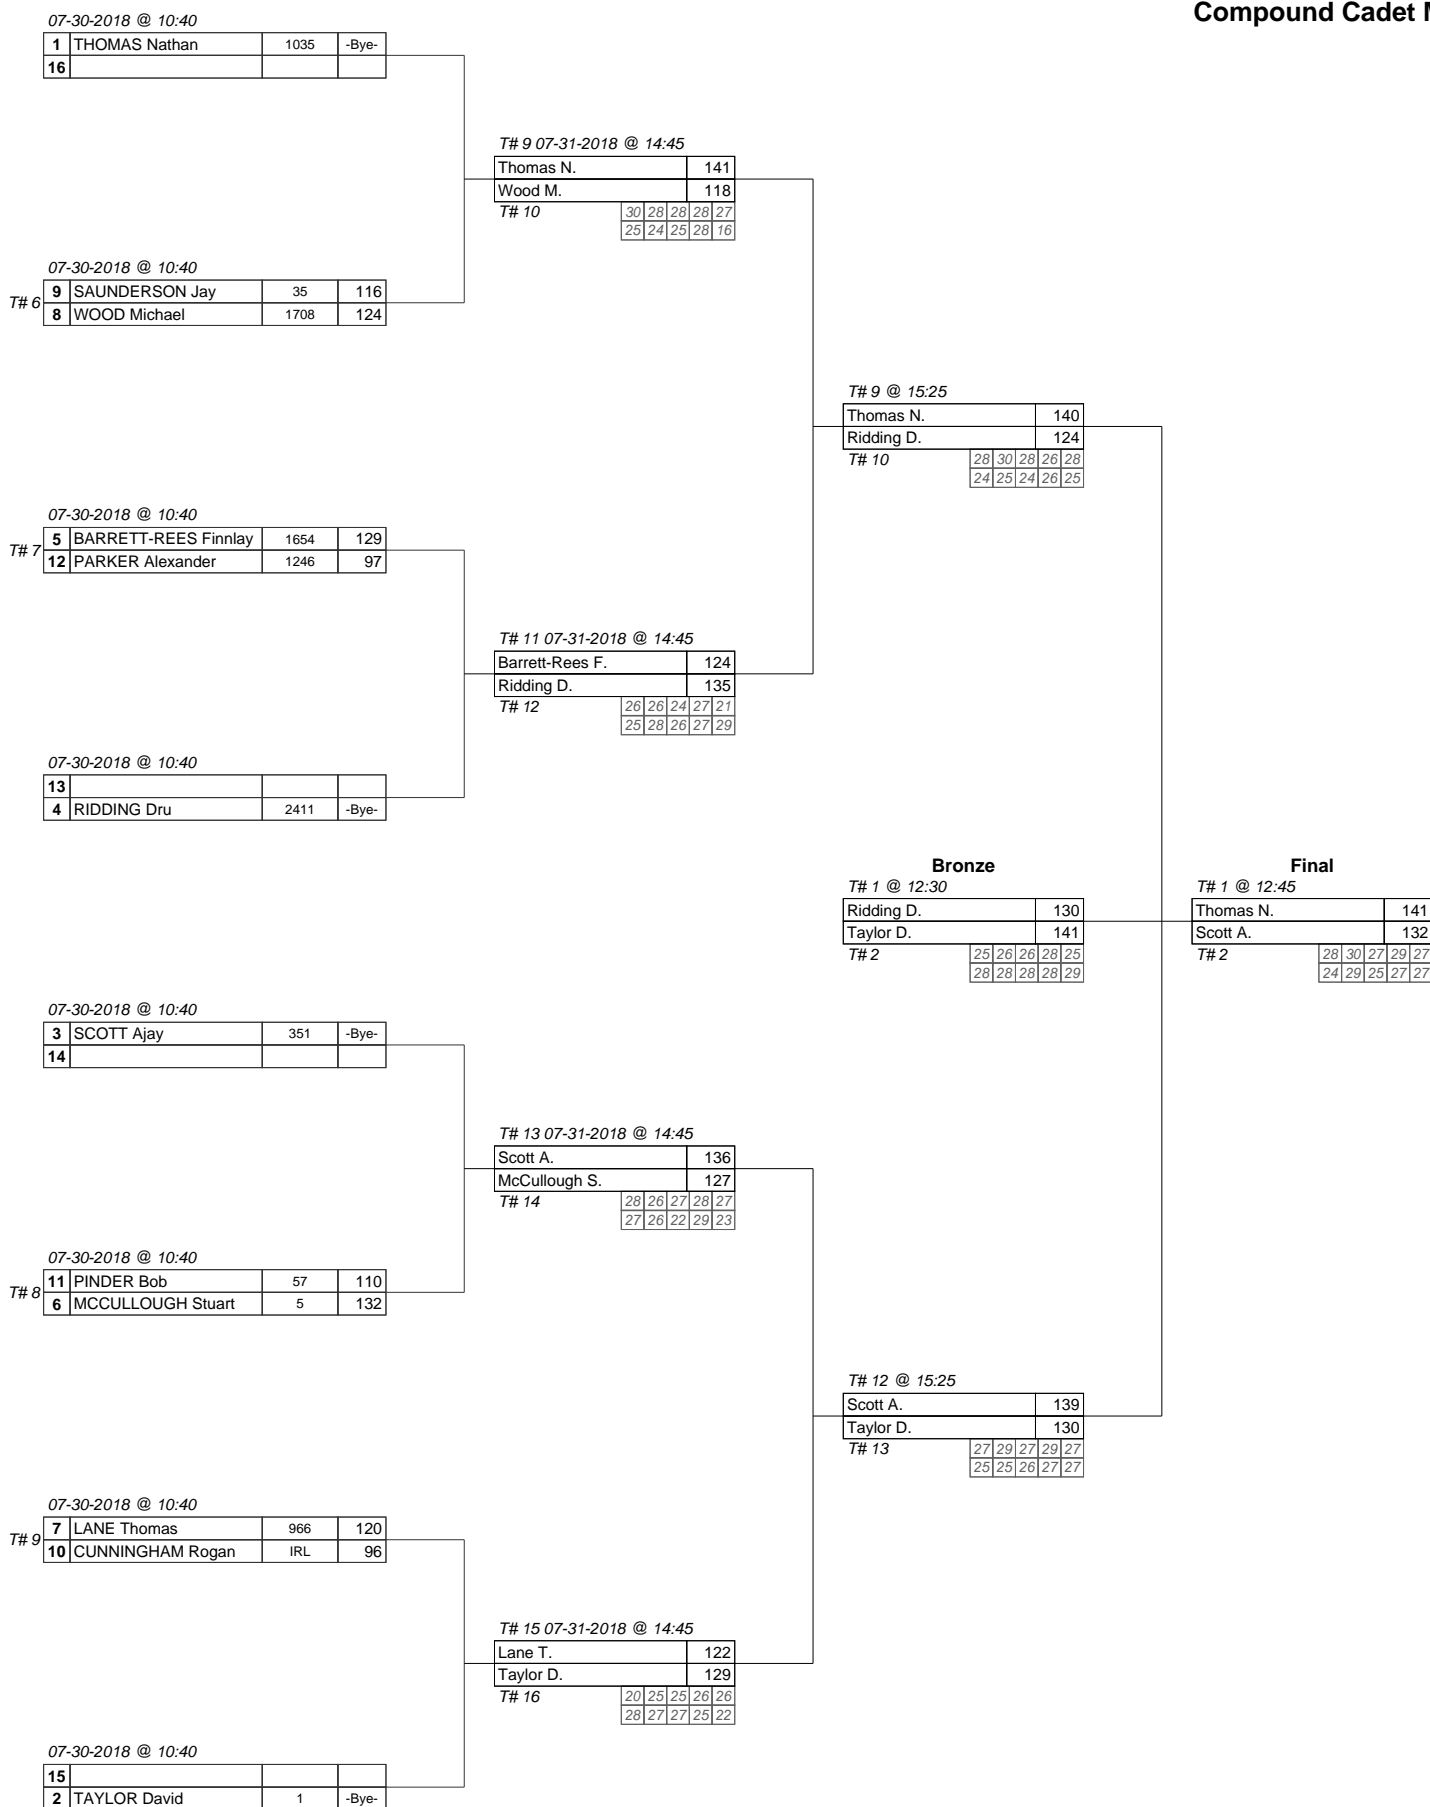 Compound Cadet M
07-30-2018 @ 10:40
1 THOMAS Nathan 1035 -Bye-
16
T# 9 07-31-2018 @ 14:45
Thomas N. 141
Wood M. 118
T# 10 30 28 28 28 27
25 24 25 28 16
07-30-2018 @ 10:40
T# 6 9 SAUNDERSON Jay 35 116
8 WOOD Michael 1708 124
T# 9 @ 15:25
Thomas N. 140
Ridding D. 124
T# 10 28 30 28 26 28
24 25 24 26 25
07-30-2018 @ 10:40
T# 7 5 BARRETT-REES Finnlay 1654 129
12 PARKER Alexander 1246 97
T# 11 07-31-2018 @ 14:45
Barrett-Rees F. 124
Ridding D. 135
T# 12 26 26 24 27 21
25 28 26 27 29
07-30-2018 @ 10:40
13
4 RIDDING Dru 2411 -Bye-
Bronze
T# 1 @ 12:30
Ridding D. 130
Taylor D. 141
T# 2 25 26 26 28 25
28 28 28 28 29
Final
T# 1 @ 12:45
Thomas N. 141
Scott A. 132
T# 2 28 30 27 29 27
24 29 25 27 27
07-30-2018 @ 10:40
3 SCOTT Ajay 351 -Bye-
14
T# 13 07-31-2018 @ 14:45
Scott A. 136
McCullough S. 127
T# 14 28 26 27 28 27
27 26 22 29 23
07-30-2018 @ 10:40
T# 8 11 PINDER Bob 57 110
6 MCCULLOUGH Stuart 5 132
T# 12 @ 15:25
Scott A. 139
Taylor D. 130
T# 13 27 29 27 29 27
25 25 26 27 27
07-30-2018 @ 10:40
T# 9 7 LANE Thomas 966 120
10 CUNNINGHAM Rogan IRL 96
T# 15 07-31-2018 @ 14:45
Lane T. 122
Taylor D. 129
T# 16 20 25 25 26 26
28 27 27 25 22
07-30-2018 @ 10:40
15
2 TAYLOR David 1 -Bye-